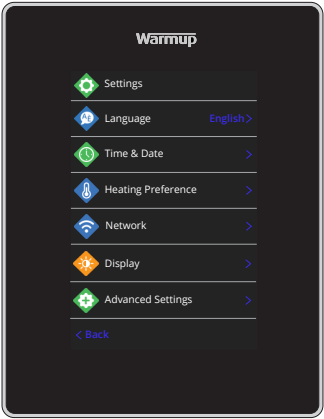 Warmup
Settings
Language English
Time & Date
Heating Preference
Network
Display
Advanced Settings
Back